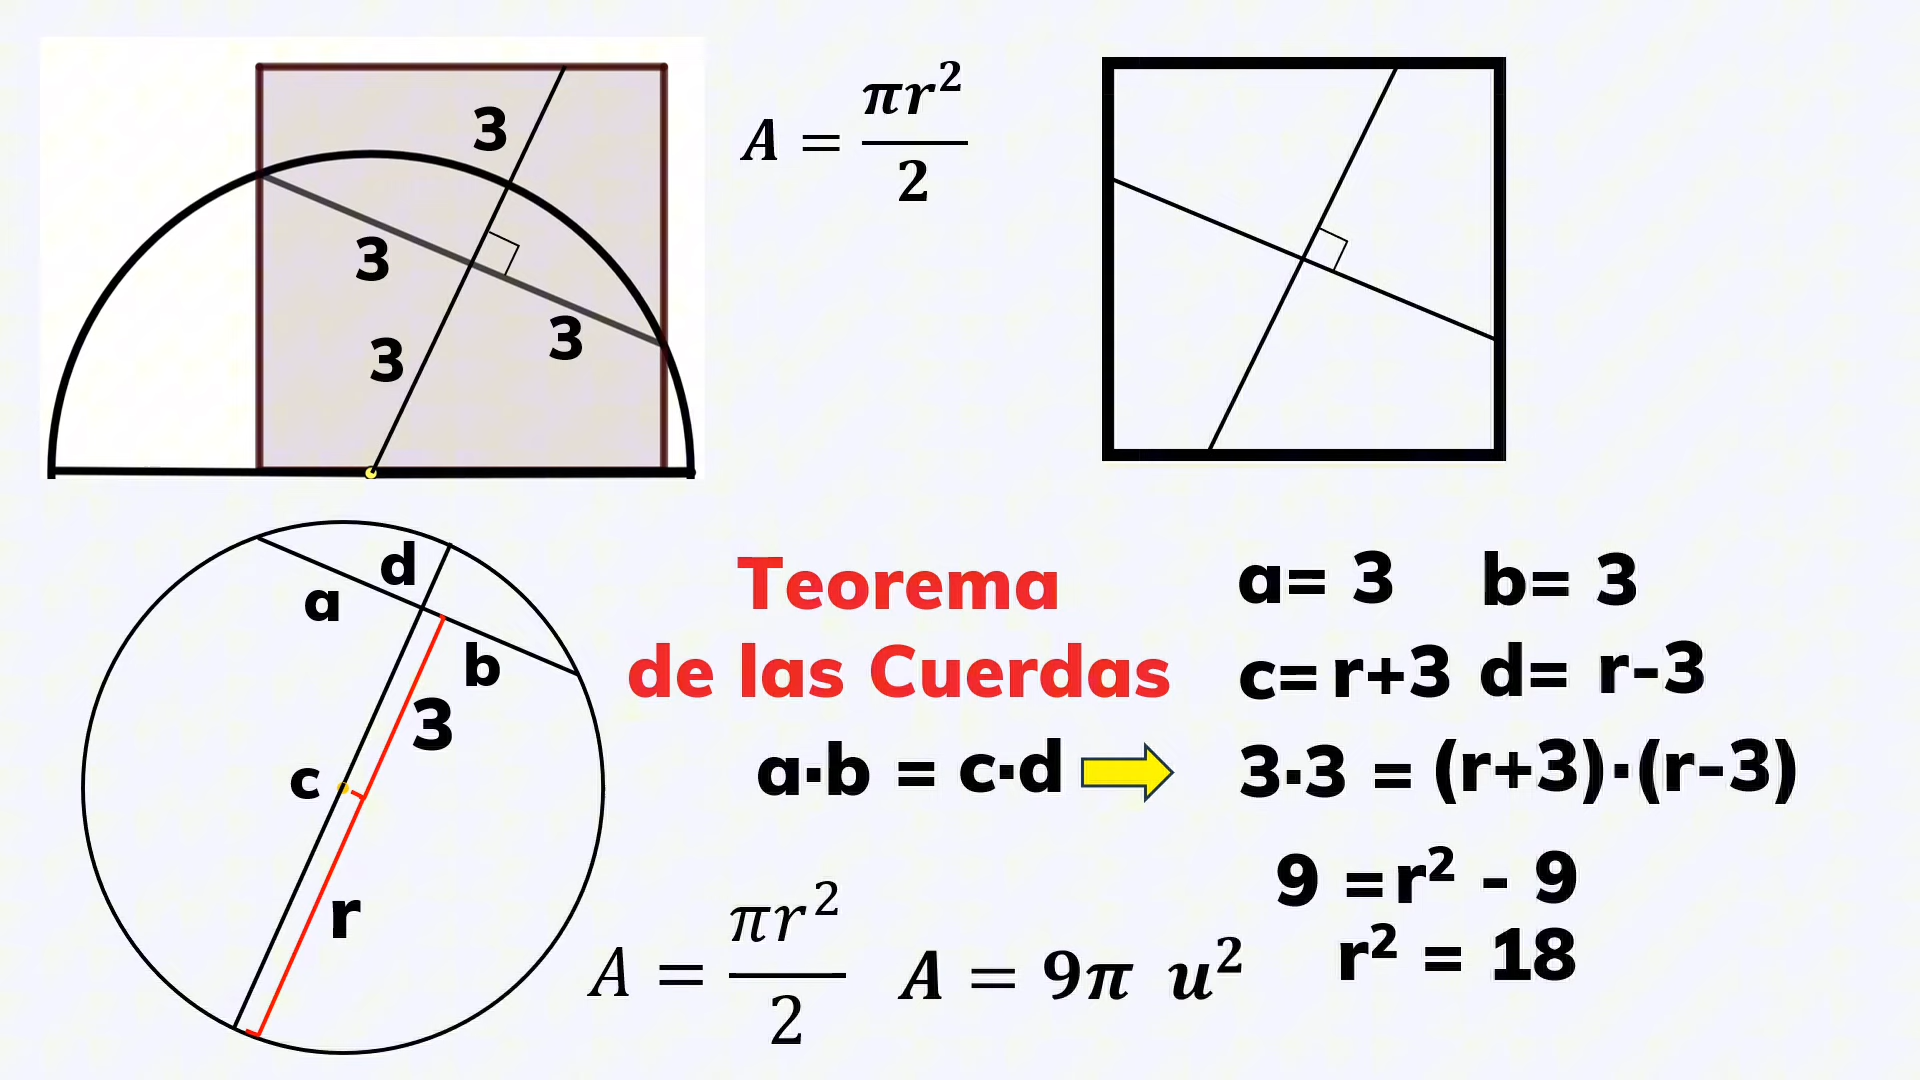 3
3
3
3
A = πr²/2
d
a
b
3
c
r
Teorema
de las Cuerdas
a·b = c·d
a= 3 b= 3
c= r+3 d= r-3
3·3 = (r+3)·(r-3)
9 = r² - 9
r² = 18
A = πr²/2
A = 9π u²